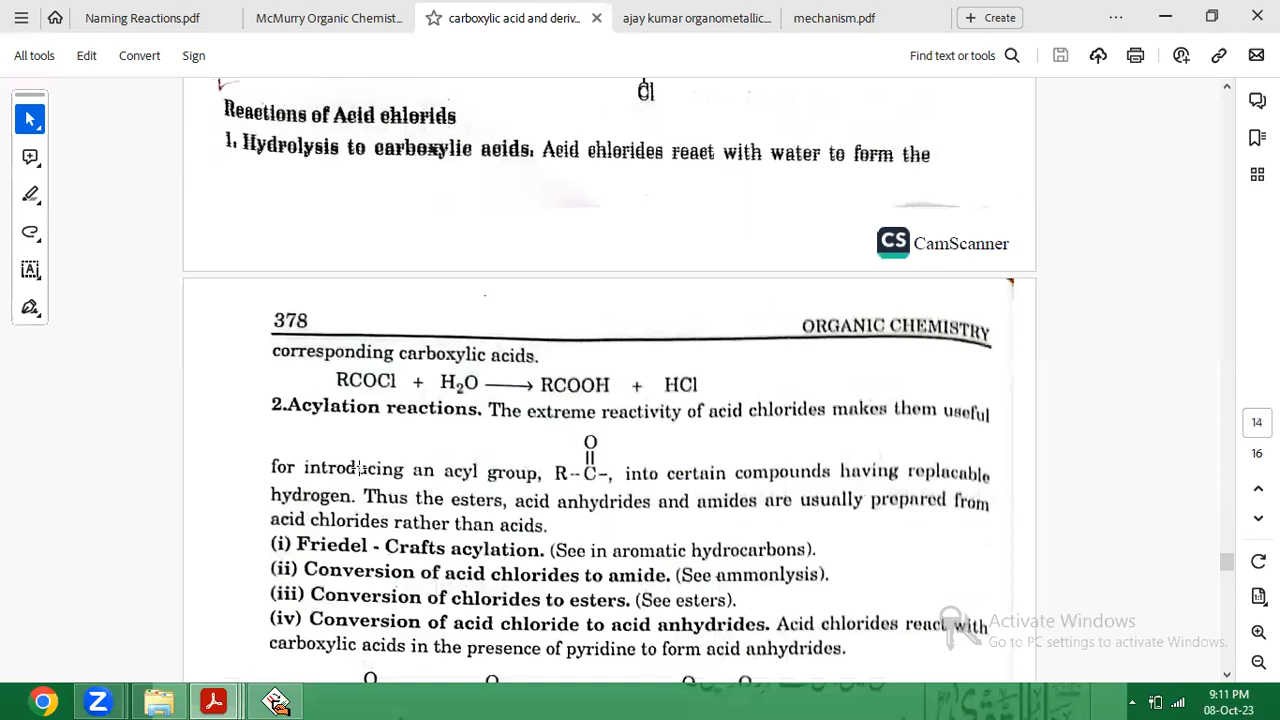 Naming Reactions.pdf
McMurry Organic Chemist...
carboxylic acid and deriv...
ajay kumar organometallic...
mechanism.pdf
Create
All tools
Edit
Convert
Sign
Find text or tools
Cl
Reactions of Acid chlorids
1. Hydrolysis to carboxylic acids. Acid chlorides react with water to form the
CS CamScanner
378
ORGANIC CHEMISTRY
corresponding carboxylic acids.
RCOCl + H₂O ⟶ RCOOH + HCl
2.Acylation reactions. The extreme reactivity of acid chlorides makes them useful
O
for introducing an acyl group, R--C-, into certain compounds having replacable
hydrogen. Thus the esters, acid anhydrides and amides are usually prepared from
acid chlorides rather than acids.
(i) Friedel - Crafts acylation. (See in aromatic hydrocarbons).
(ii) Conversion of acid chlorides to amide. (See ammonlysis).
(iii) Conversion of chlorides to esters. (See esters).
(iv) Conversion of acid chloride to acid anhydrides. Acid chlorides react with
carboxylic acids in the presence of pyridine to form acid anhydrides.
O O O O
14
16
Activate Windows
Go to PC settings to activate Windows.
9:11 PM
08-Oct-23